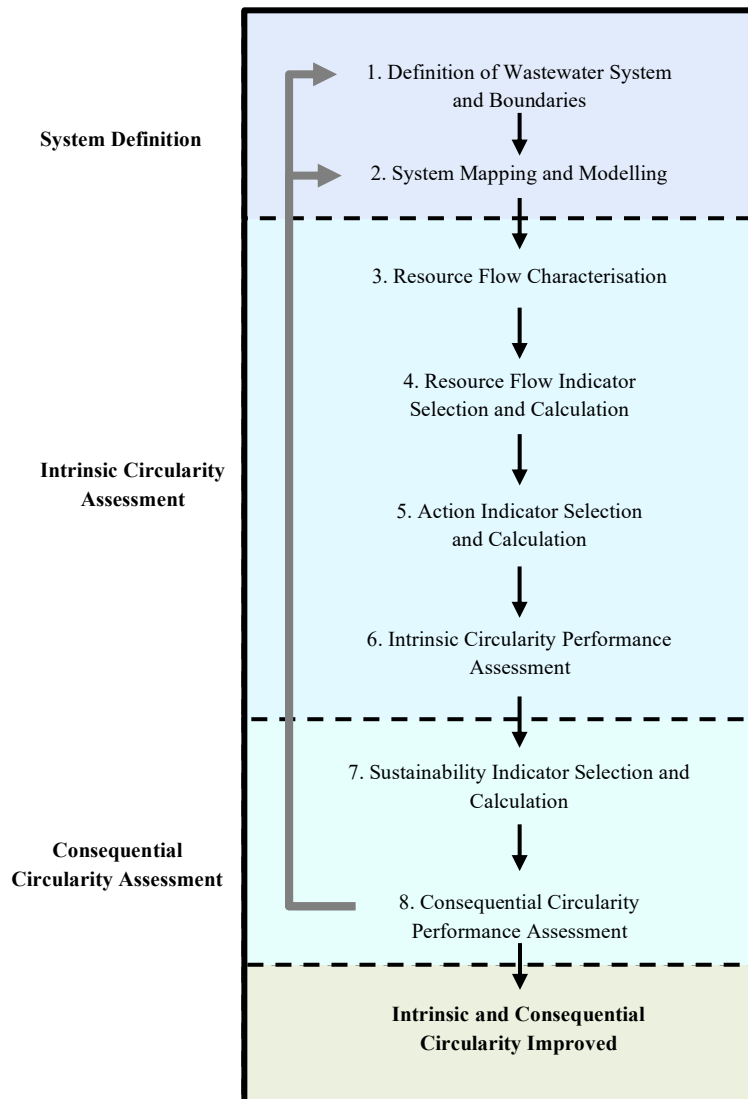 1. Definition of Wastewater System
and Boundaries
System Definition
2. System Mapping and Modelling
3. Resource Flow Characterisation
4. Resource Flow Indicator
Selection and Calculation
Intrinsic Circularity
Assessment
5. Action Indicator Selection
and Calculation
6. Intrinsic Circularity Performance
Assessment
7. Sustainability Indicator Selection and
Calculation
Consequential
Circularity Assessment
8. Consequential Circularity
Performance Assessment
Intrinsic and Consequential
Circularity Improved